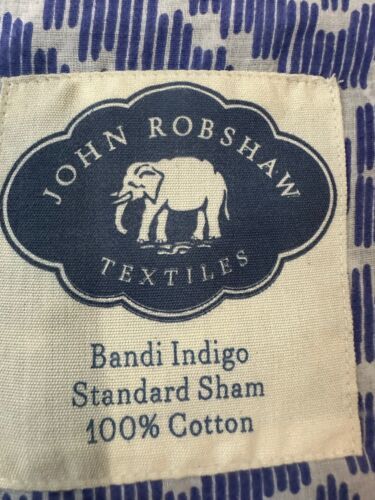 JOHN ROBSHAW
TEXTILES
Bandi Indigo
Standard Sham
100% Cotton